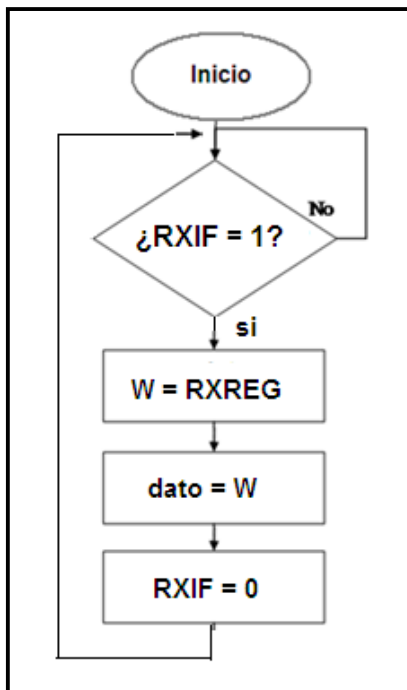 Inicio
¿RXIF = 1?
No
si
W = RXREG
dato = W
RXIF = 0